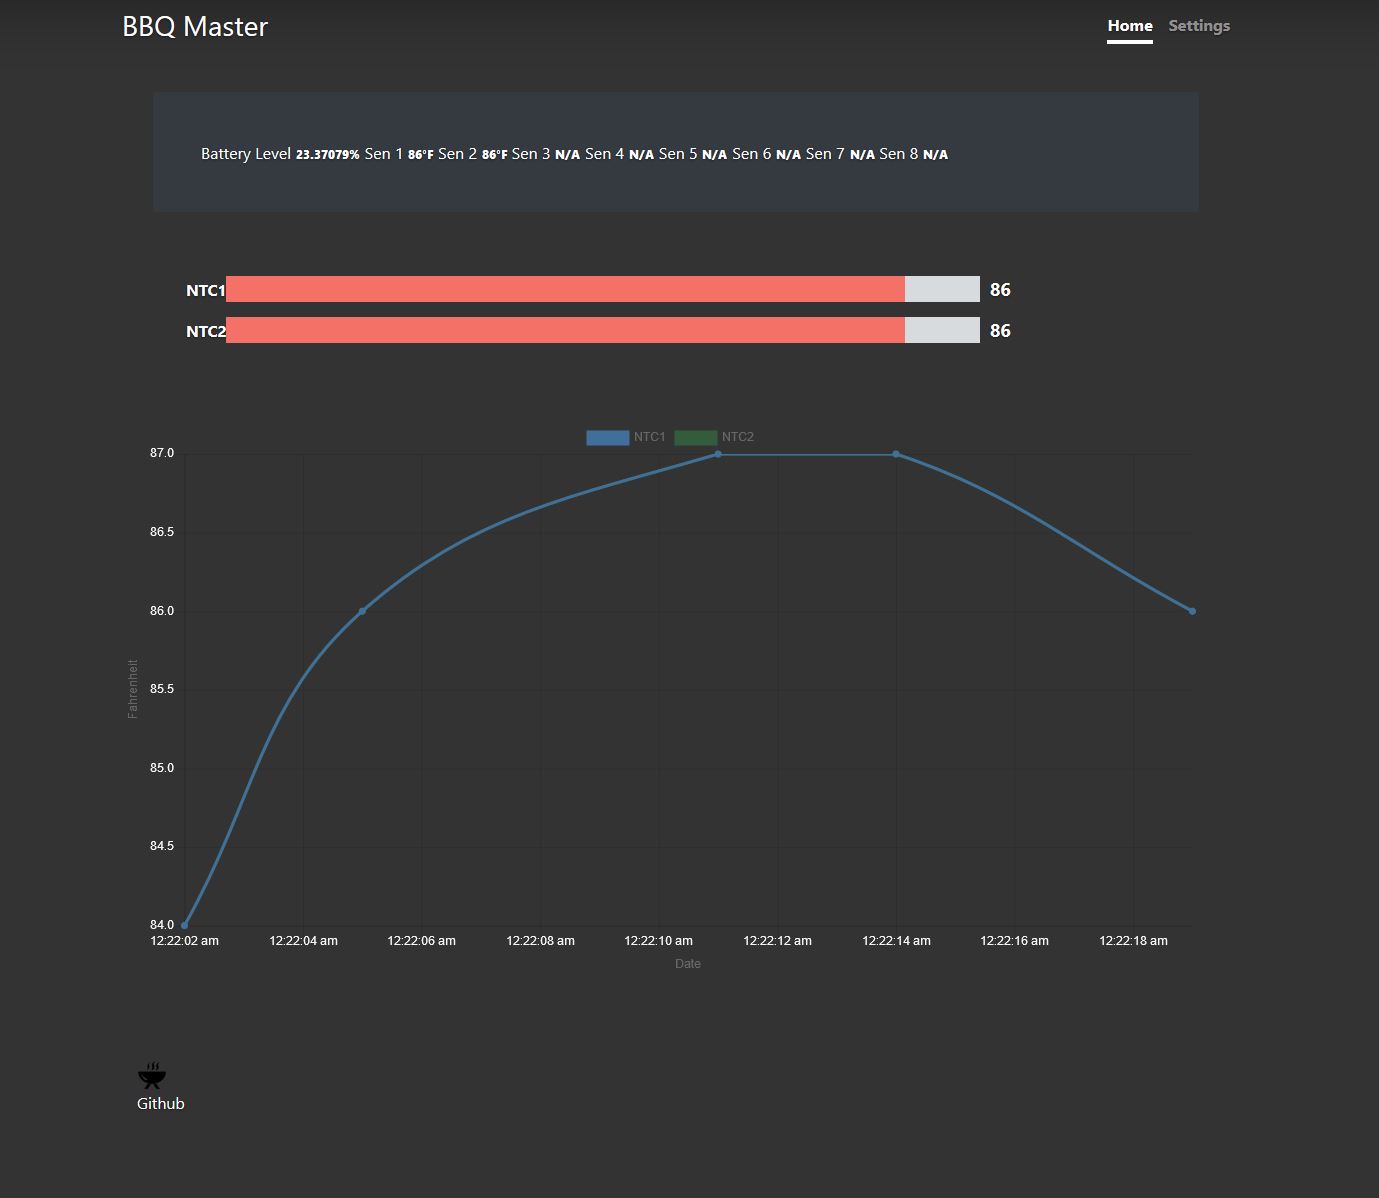 BBQ Master
Home Settings
Battery Level 23.37079% Sen 1 86°F Sen 2 86°F Sen 3 N/A Sen 4 N/A Sen 5 N/A Sen 6 N/A Sen 7 N/A Sen 8 N/A
NTC1 86
NTC2 86
NTC1 NTC2
87.0
86.5
86.0
85.5
85.0
84.5
84.0
Fahrenheit
12:22:02 am 12:22:04 am 12:22:06 am 12:22:08 am 12:22:10 am 12:22:12 am 12:22:14 am 12:22:16 am 12:22:18 am
Date
Github